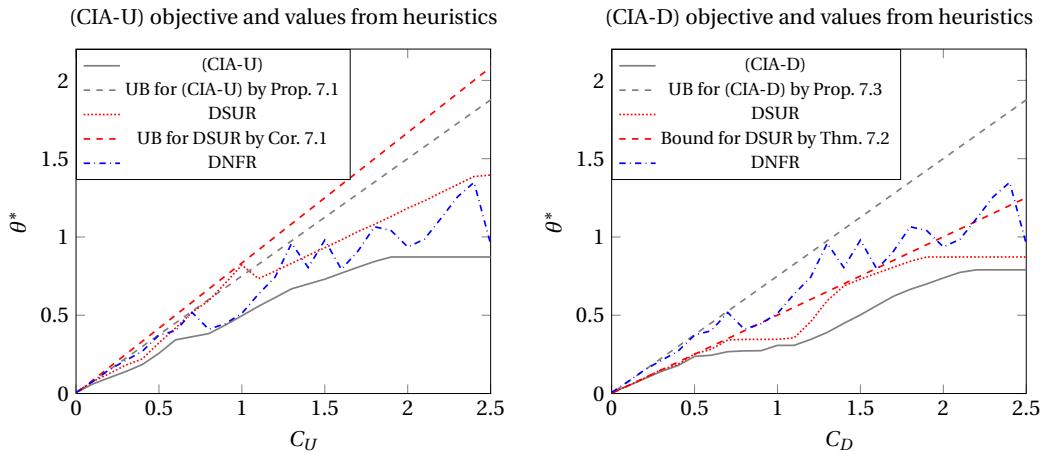 (CIA-U) objective and values from heuristics
2
1.5
1
0.5
0
θ*
(CIA-U)
UB for (CIA-U) by Prop. 7.1
DSUR
UB for DSUR by Cor. 7.1
DNFR
0.5
1
1.5
2
2.5
C_U
(CIA-D) objective and values from heuristics
2
1.5
1
0.5
0
θ*
(CIA-D)
UB for (CIA-D) by Prop. 7.3
DSUR
Bound for DSUR by Thm. 7.2
DNFR
0
0.5
1
1.5
2
2.5
C_D